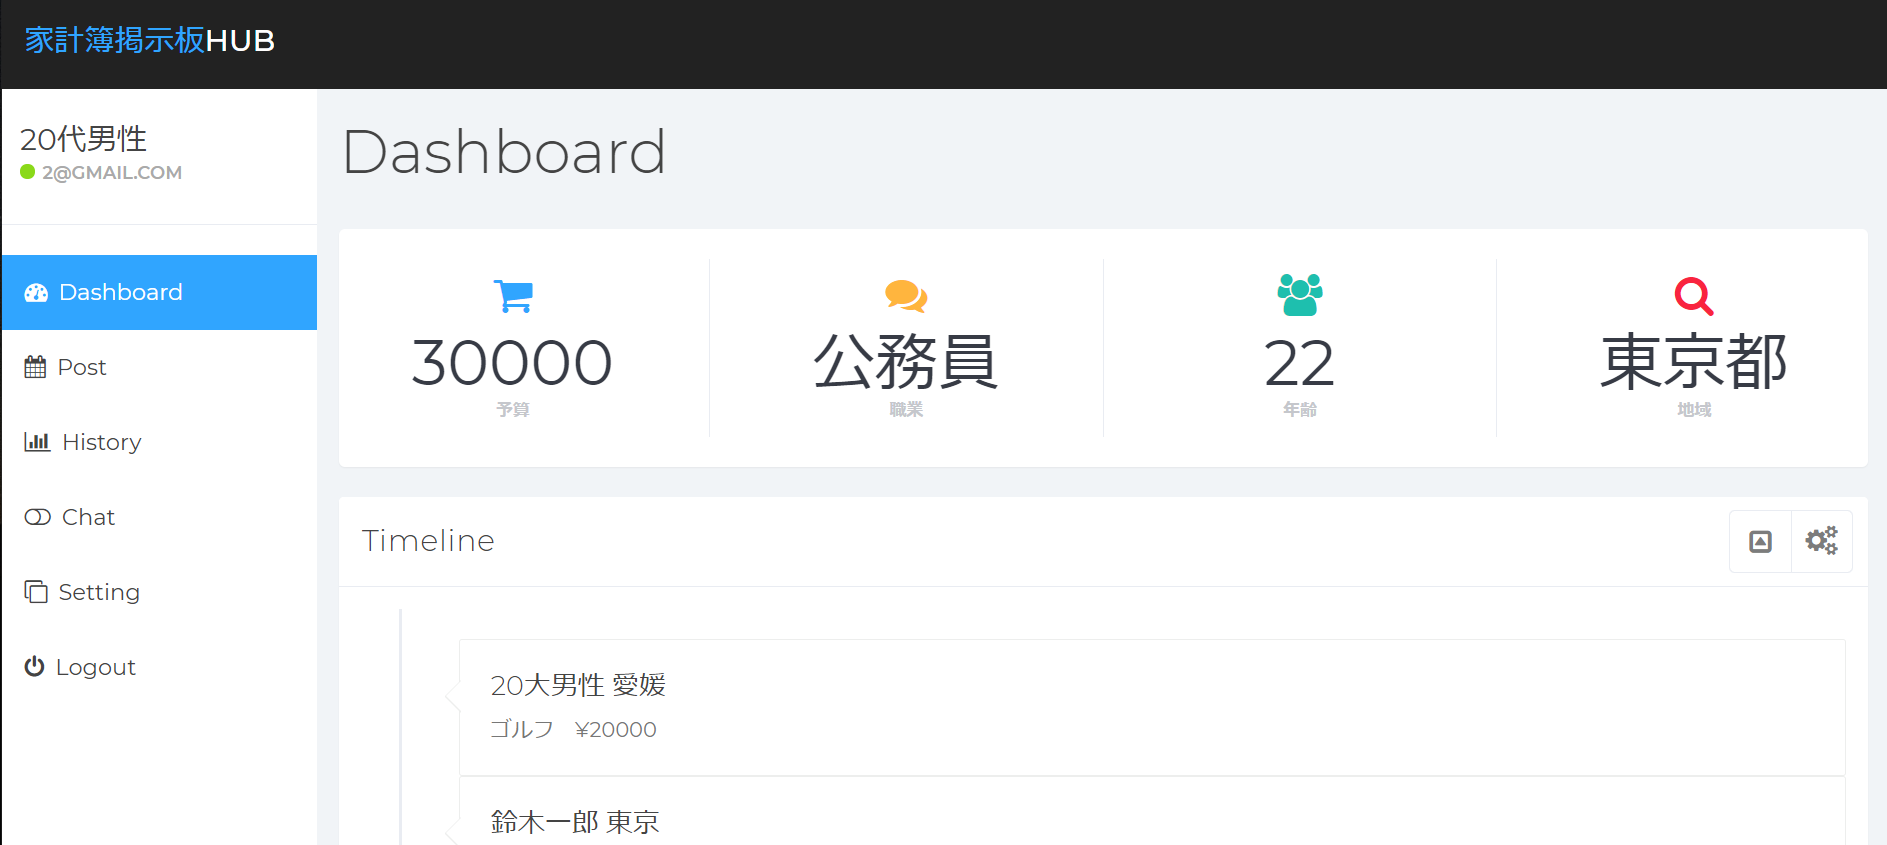 家計簿掲示板HUB
20代男性
2@GMAIL.COM
Dashboard
Post
History
Chat
Setting
Logout
Dashboard
30000
予算
公務員
職業
22
年齢
東京都
地域
Timeline
20大男性 愛媛
ゴルフ　¥20000
鈴木一郎 東京